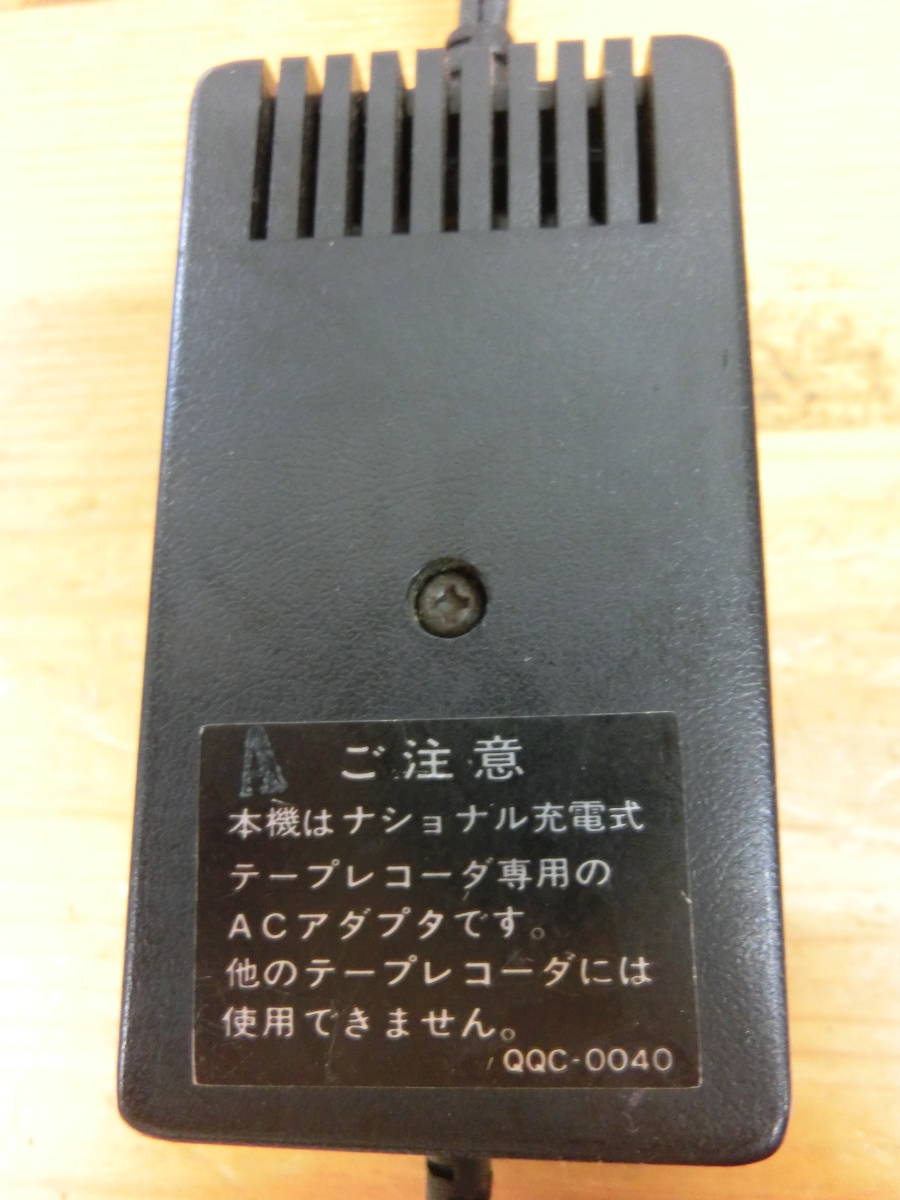 A
ご注意
本機はナショナル充電式
テープレコーダ専用の
ACアダプタです。
他のテープレコーダには
使用できません。
QQC-0040